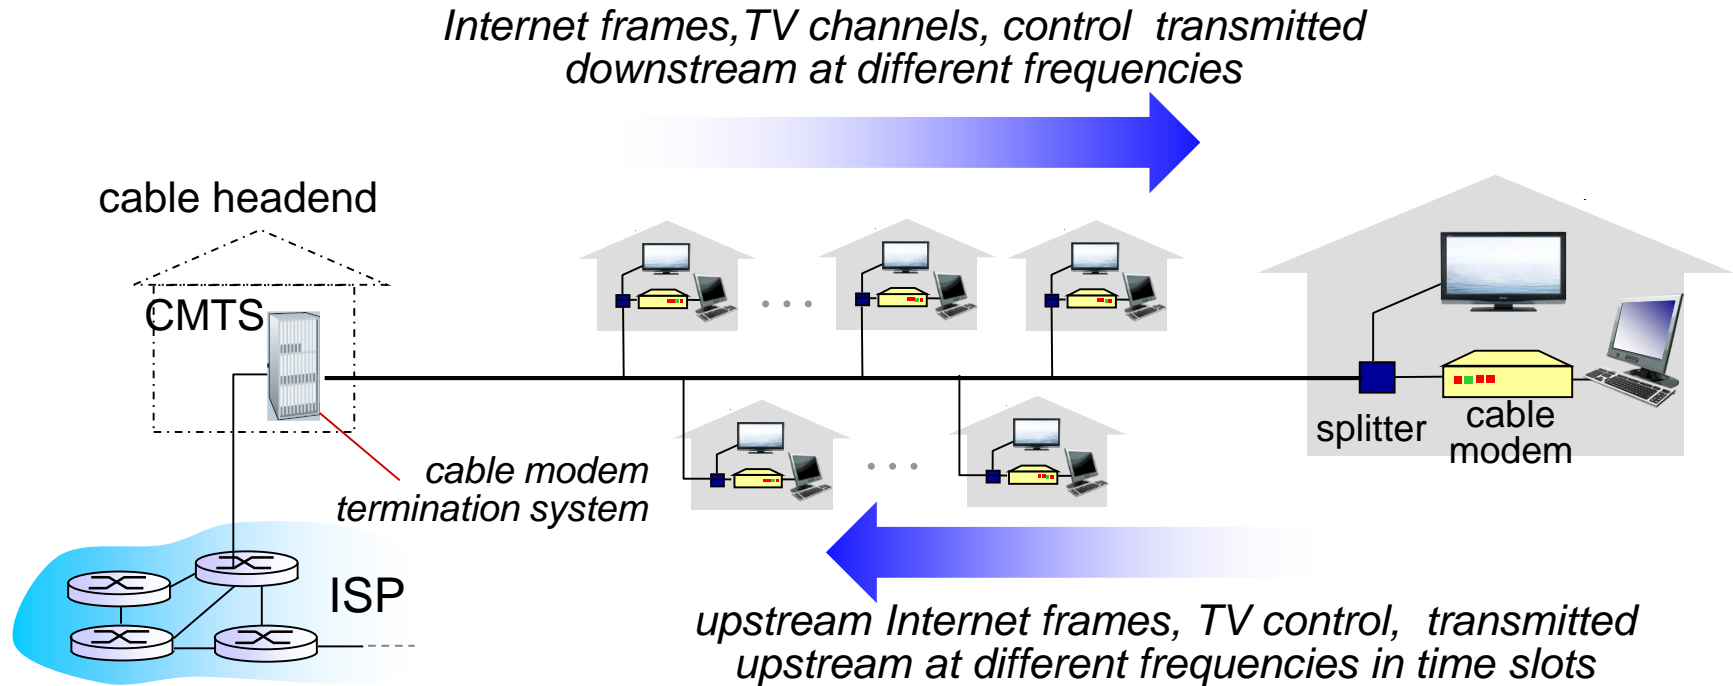 Internet frames, TV channels, control transmitted
downstream at different frequencies
cable headend
CMTS
splitter
cable
modem
cable modem
termination system
ISP
upstream Internet frames, TV control, transmitted
upstream at different frequencies in time slots